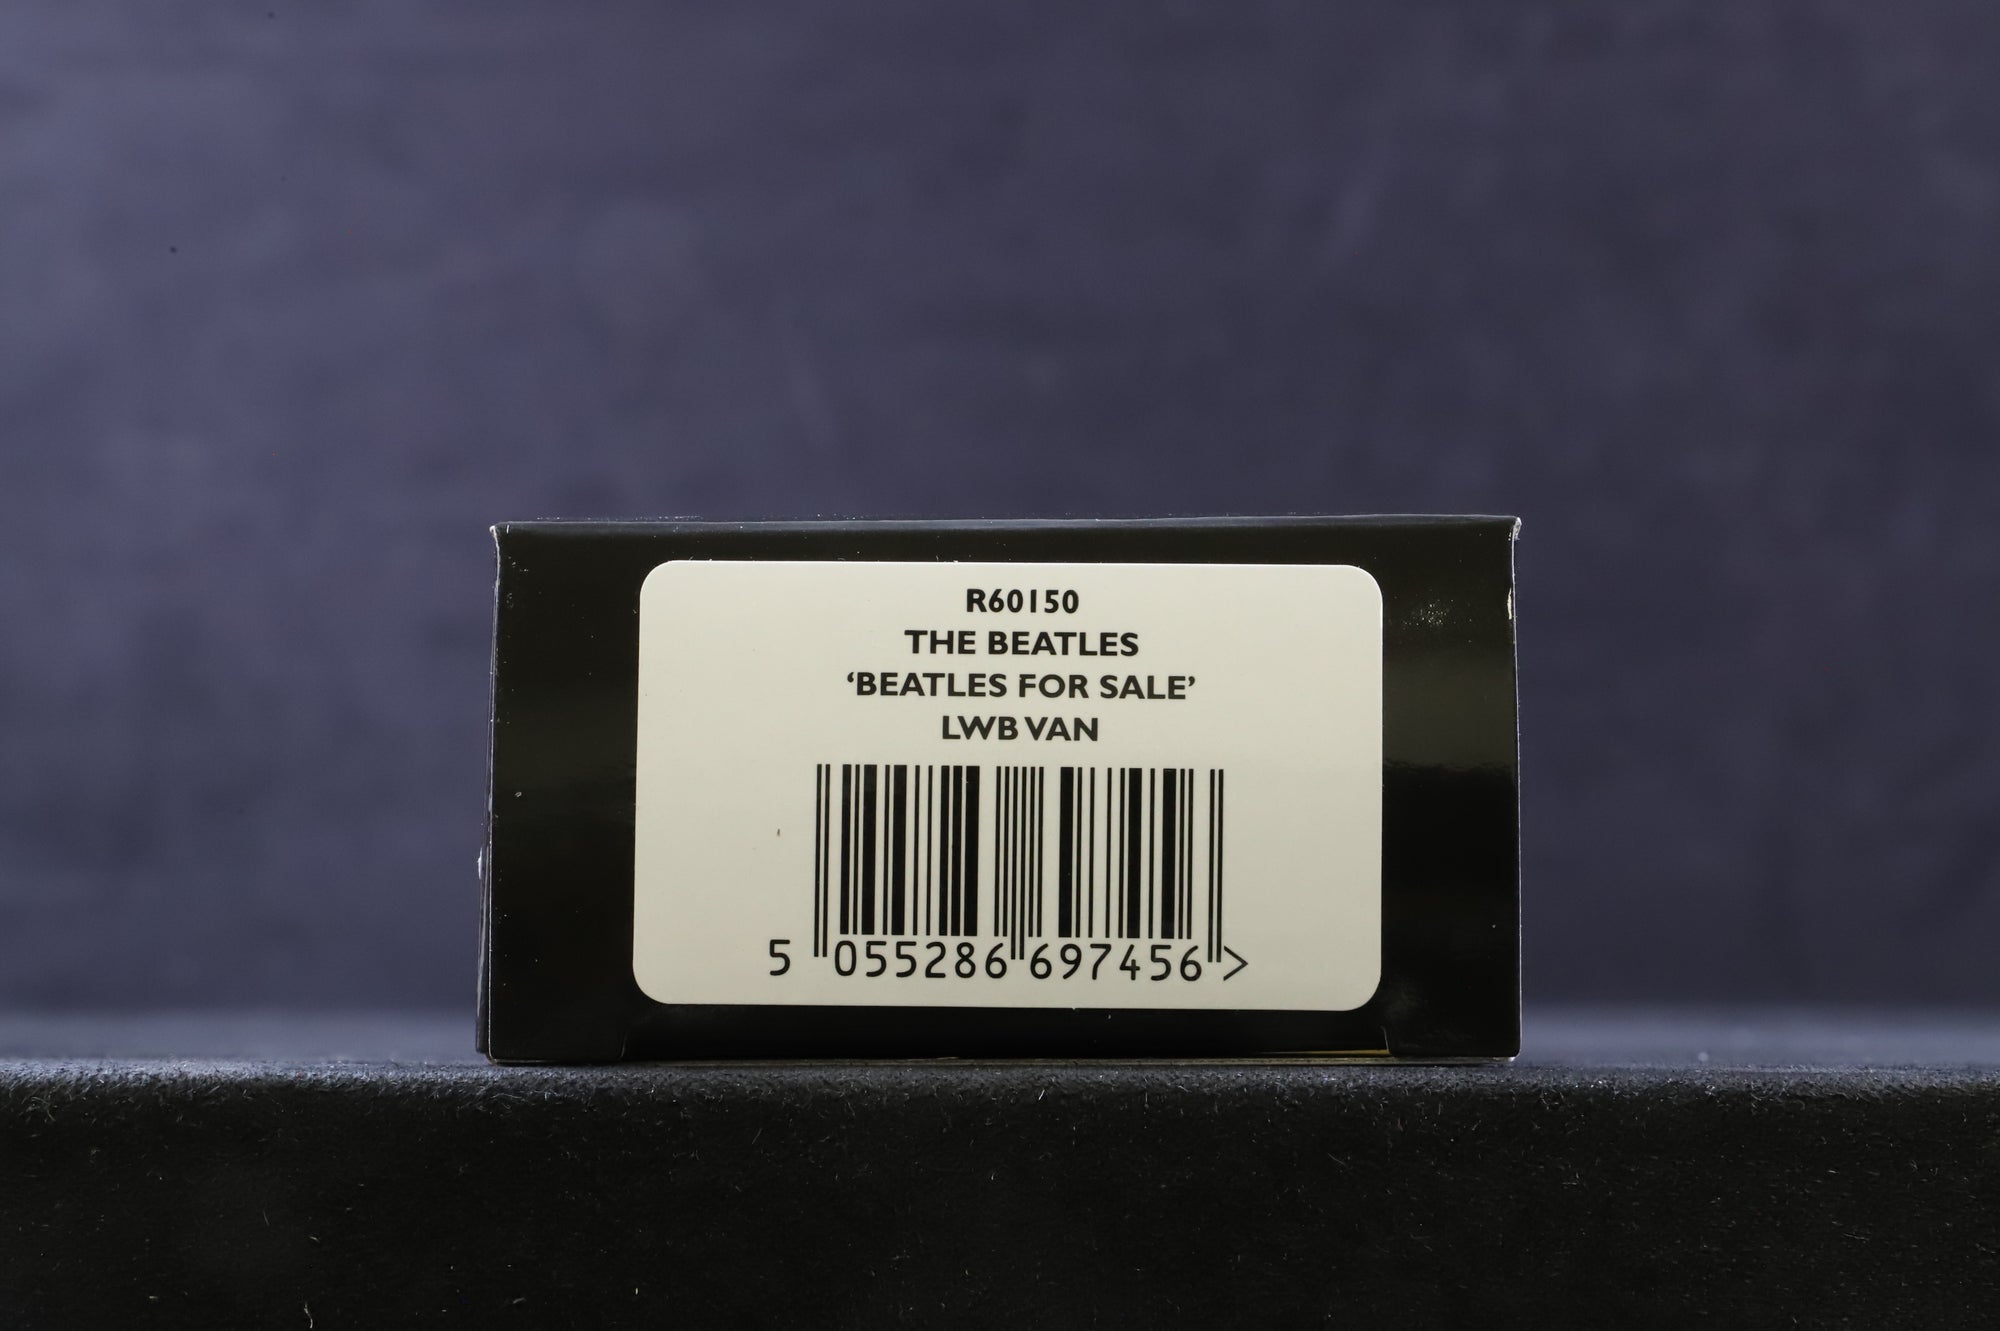 R60150
THE BEATLES
‘BEATLES FOR SALE’
LWB VAN
5 055286 697456 >